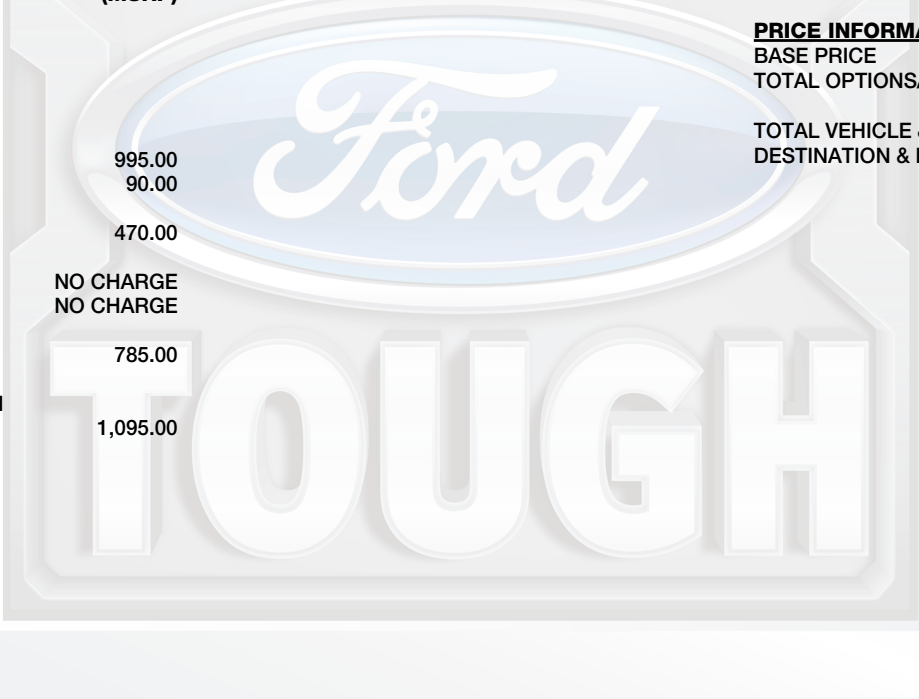 (MSRP)
995.00
90.00
470.00
NO CHARGE
NO CHARGE
785.00
1,095.00
PRICE INFORMA
BASE PRICE
TOTAL OPTIONS
TOTAL VEHICLE &
DESTINATION &
Ford
TOUGH